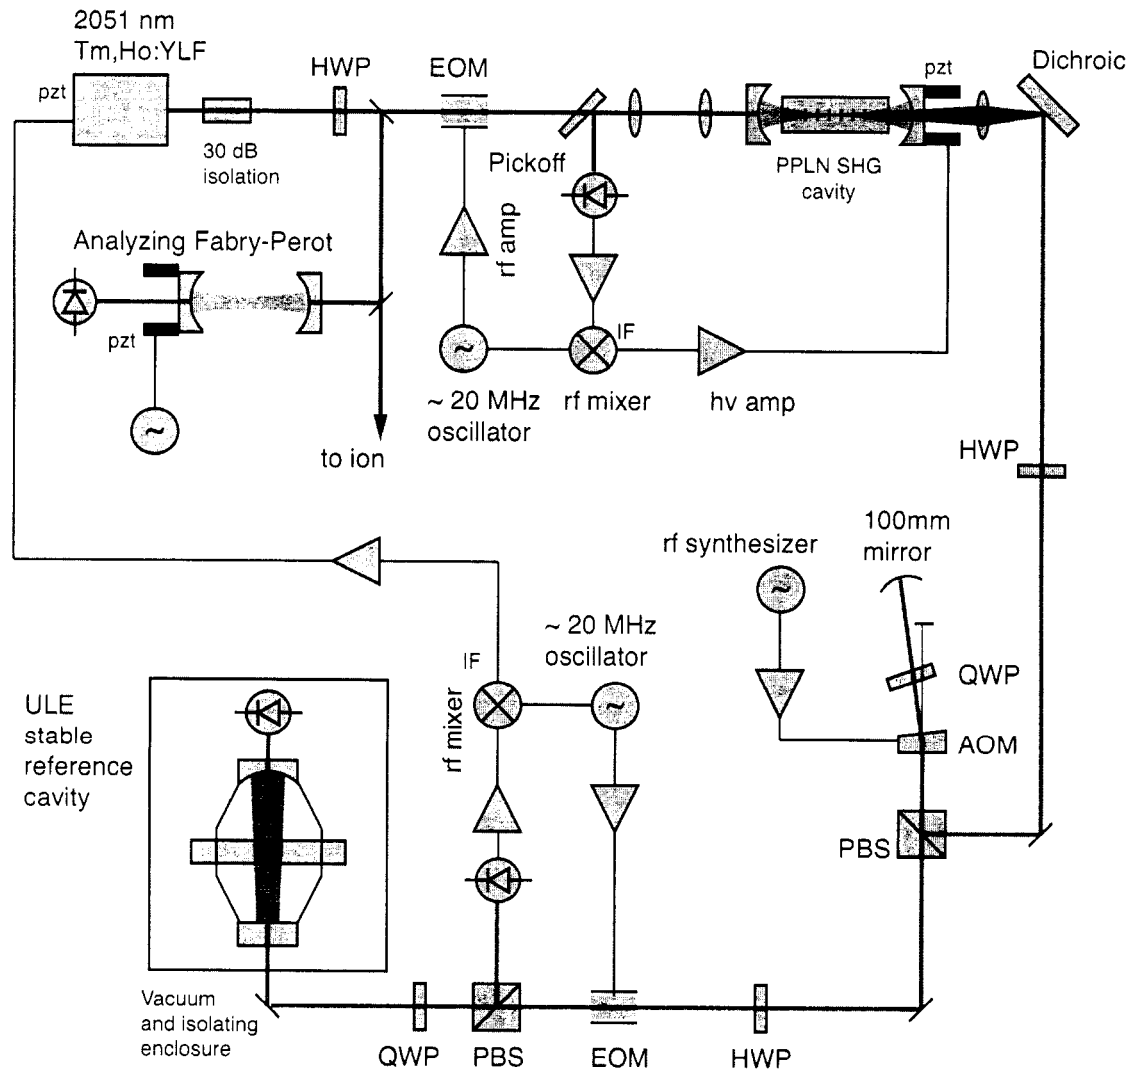 2051 nm
Tm,Ho:YLF
pzt
HWP
EOM
pzt
Dichroic
30 dB
isolation
Pickoff
PPLN SHG
cavity
rf amp
Analyzing Fabry-Perot
pzt
~
~
IF
~ 20 MHz
oscillator
rf mixer
hv amp
to ion
HWP
100mm
mirror
rf synthesizer
~
~ 20 MHz
oscillator
IF
QWP
rf mixer
~
ULE
stable
reference
cavity
AOM
PBS
Vacuum
and isolating
enclosure
QWP
PBS
EOM
HWP